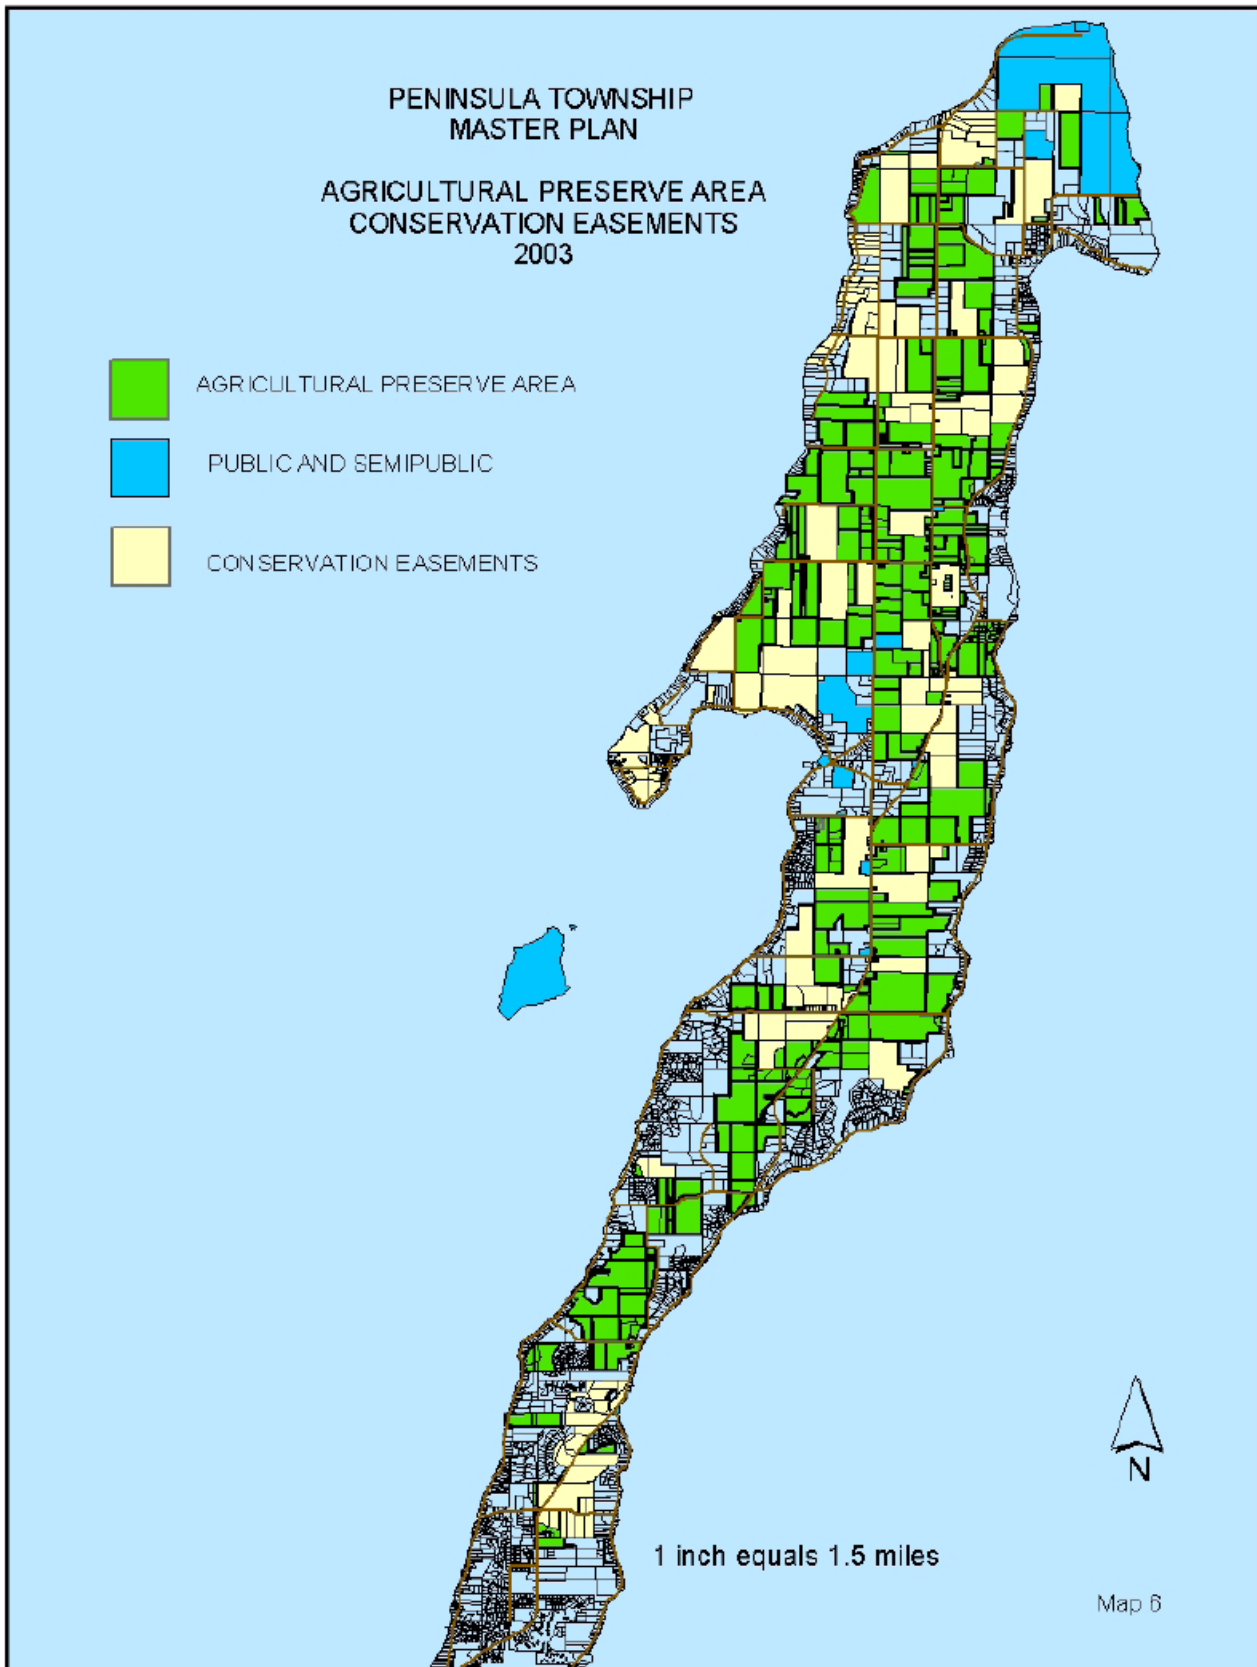 PENINSULA TOWNSHIP
MASTER PLAN
AGRICULTURAL PRESERVE AREA
CONSERVATION EASEMENTS
2003
AGRICULTURAL PRESERVE AREA
PUBLIC AND SEMIPUBLIC
CONSERVATION EASEMENTS
N
1 inch equals 1.5 miles
Map 6